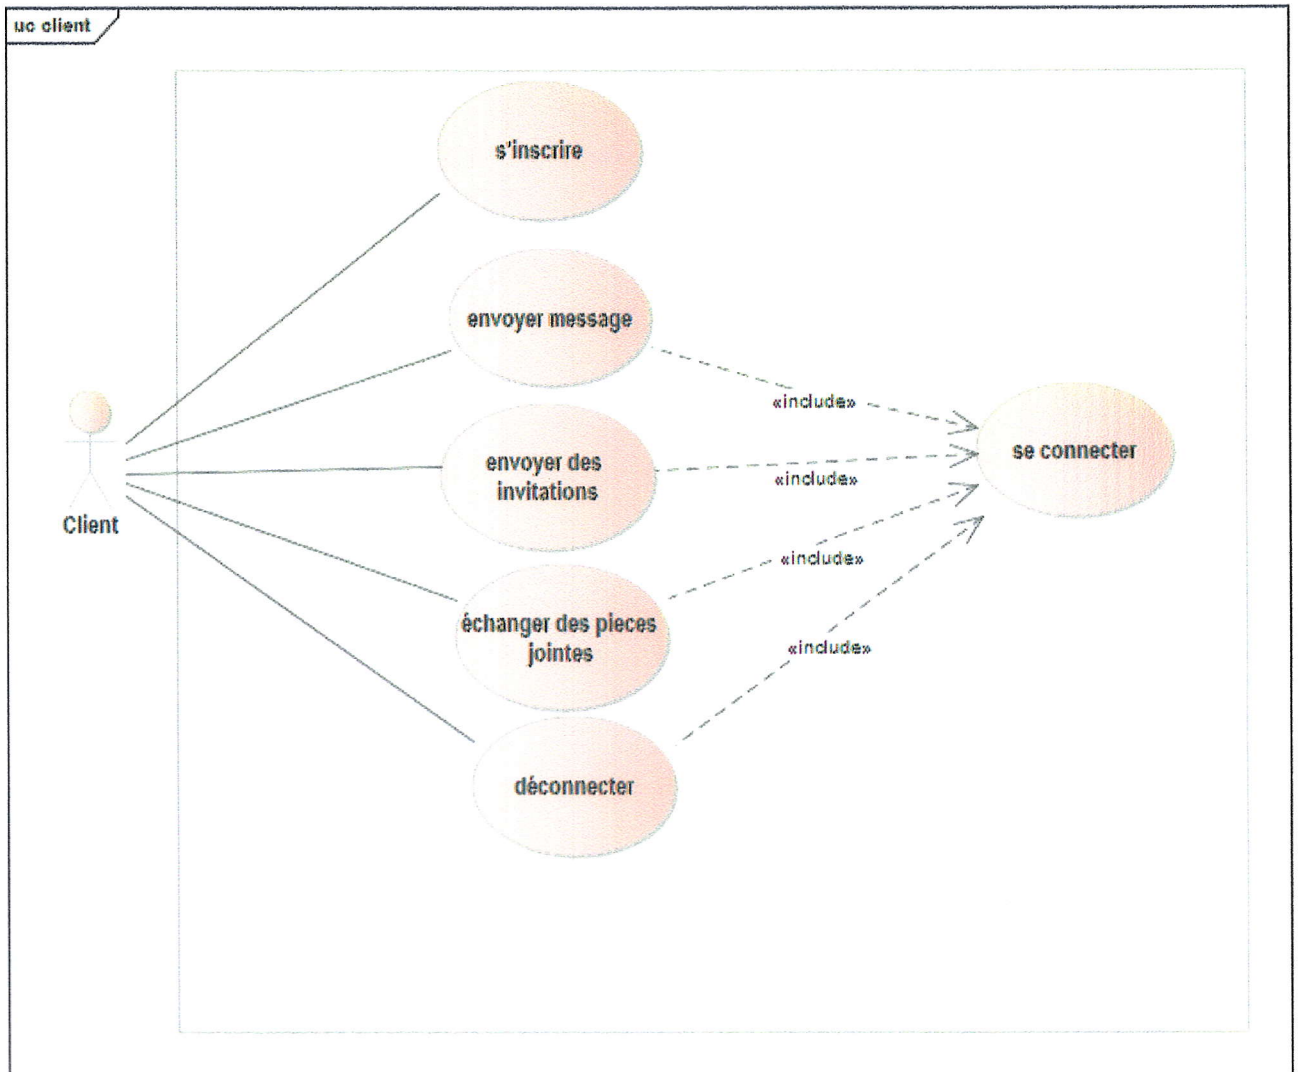 uc client
s'inscrire
envoyer message
«include»
se connecter
envoyer des
invitations
«include»
Client
«include»
échanger des pieces
jointes
«include»
déconnecter